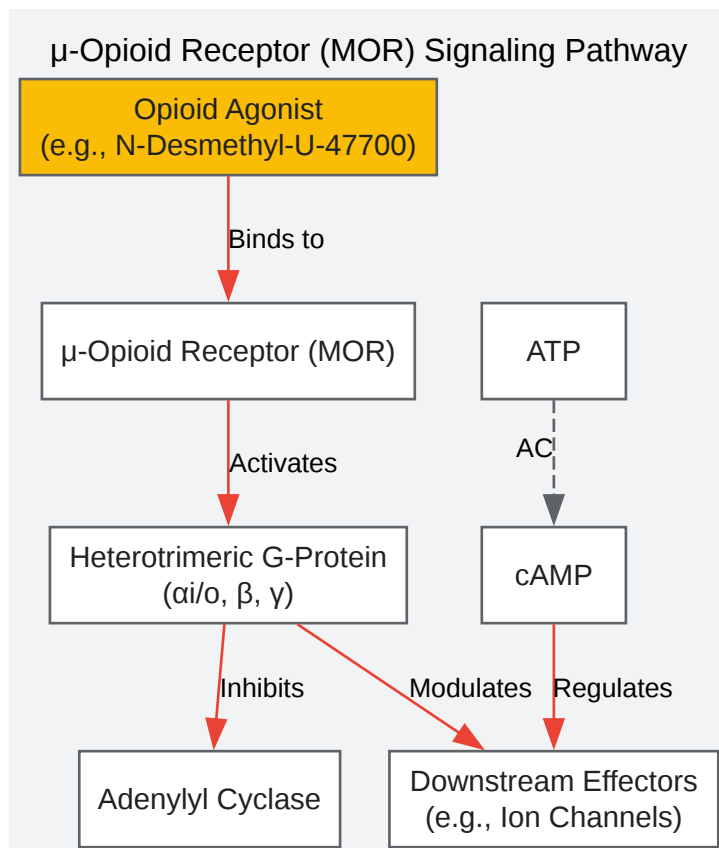 μ-Opioid Receptor (MOR) Signaling Pathway
Opioid Agonist
(e.g., N-Desmethyl-U-47700)
Binds to
μ-Opioid Receptor (MOR)
ATP
Activates
AC
Heterotrimeric G-Protein
(αi/o, β, γ)
cAMP
Inhibits
Modulates
Regulates
Adenylyl Cyclase
Downstream Effectors
(e.g., Ion Channels)